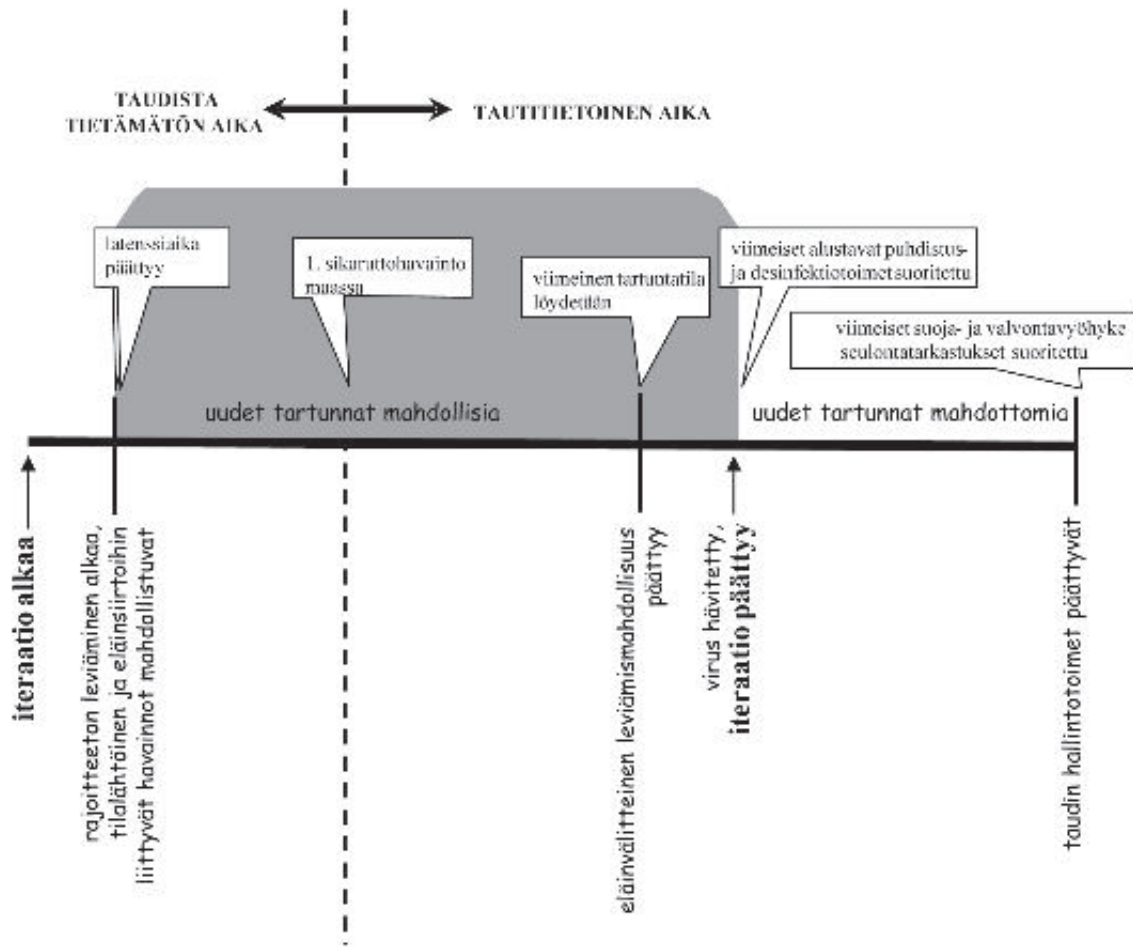 TAUDISTA
TIETÄMÄTÖN AIKA
TAUTITIETOINEN AIKA
latenssiaika
päättyy
1. sikaruttohavainto
maassa
viimeinen tartuntatila
löydetään
viimeiset alustavat puhdistus-
ja desinfektiotoimet suoritettu
viimeiset suoja- ja valvontavyöhyke
seulontatarkastukset suoritettu
uudet tartunnat mahdollisia
uudet tartunnat mahdottomia
iteraatio alkaa
rajoitteetan leviäminen alkaa,
tilalähtöinen ja eläinsiirtoihin
liittyvät havainnot mahdollistuvat
eläinvälitteinen leviämismahdollisuus
päättyy
virus hävitetty,
iteraatio päättyy
taudin hallintotoimet päättyvät